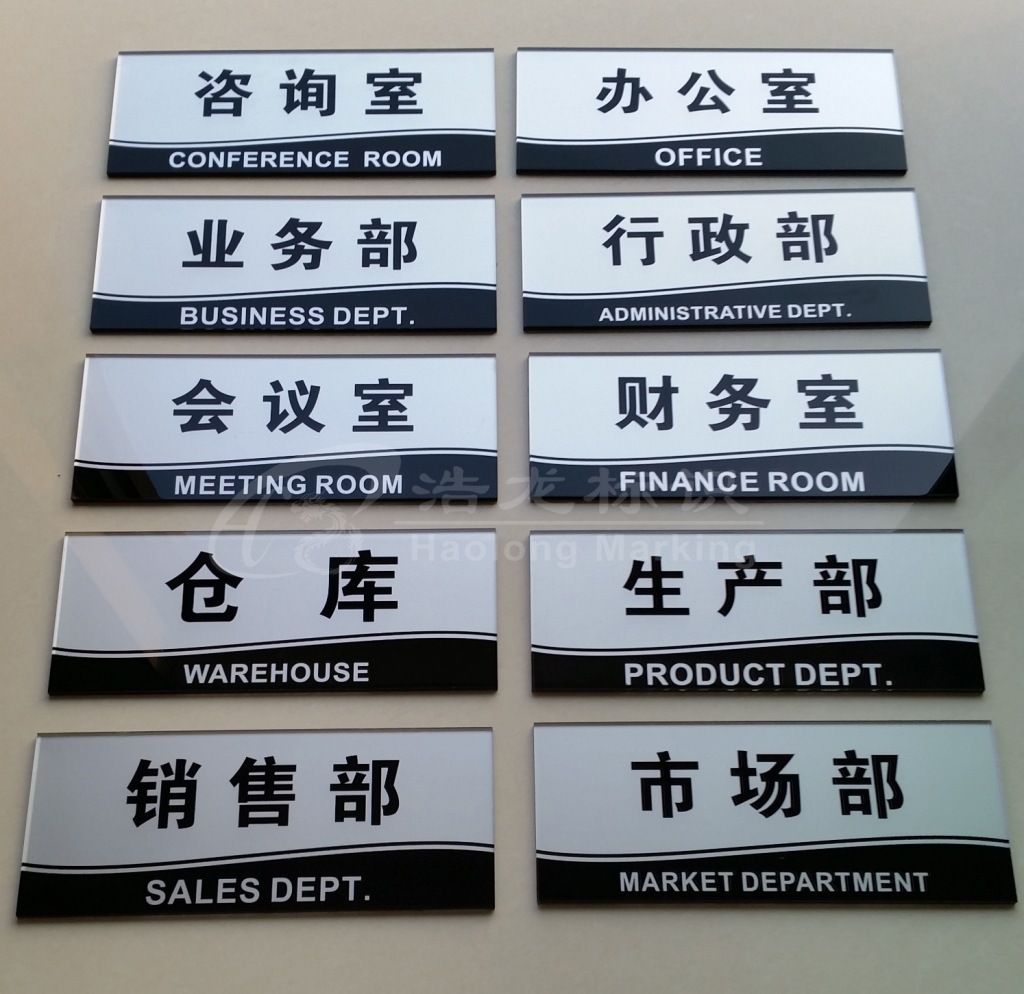 咨询室
CONFERENCE ROOM
办公室
OFFICE
业务部
BUSINESS DEPT.
行政部
ADMINISTRATIVE DEPT.
会议室
MEETING ROOM
财务室
FINANCE ROOM
浩龙标识
Haolong Marking
仓库
WAREHOUSE
生产部
PRODUCT DEPT.
销售部
SALES DEPT.
市场部
MARKET DEPARTMENT